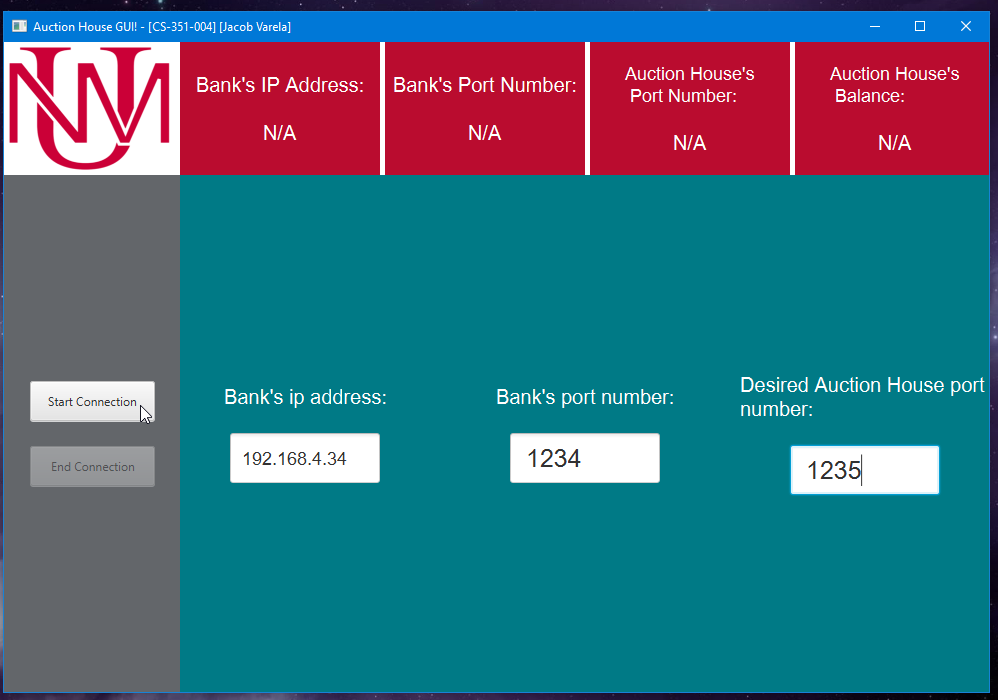 Auction House GUI! - [CS-351-004] [Jacob Varela]
UNM
Bank's IP Address:
N/A
Bank's Port Number:
N/A
Auction House's
Port Number:
N/A
Auction House's
Balance:
N/A
Start Connection
End Connection
Bank's ip address:
192.168.4.34
Bank's port number:
1234
Desired Auction House port
number:
1235